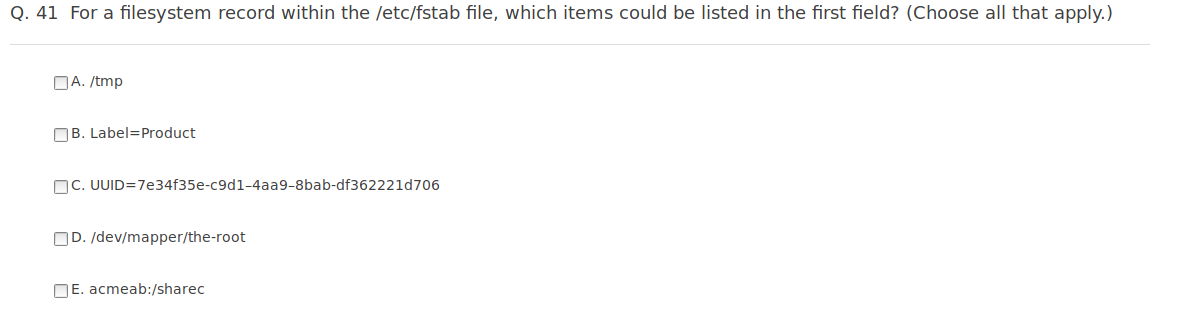 Q. 41 For a filesystem record within the /etc/fstab file, which items could be listed in the first field? (Choose all that apply.)
A. /tmp
B. Label=Product
C. UUID=7e34f35e-c9d1–4aa9–8bab-df362221d706
D. /dev/mapper/the-root
E. acmeab:/sharec